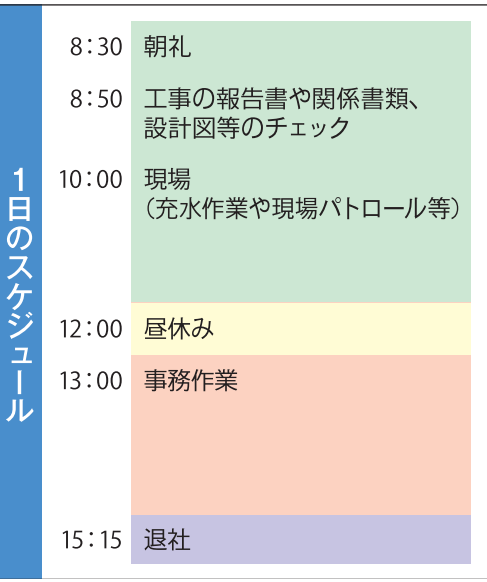 1日のスケジュール
8:30 朝礼
8:50 工事の報告書や関係書類、
設計図等のチェック
10:00 現場
（充水作業や現場パトロール等）
12:00 昼休み
13:00 事務作業
15:15 退社